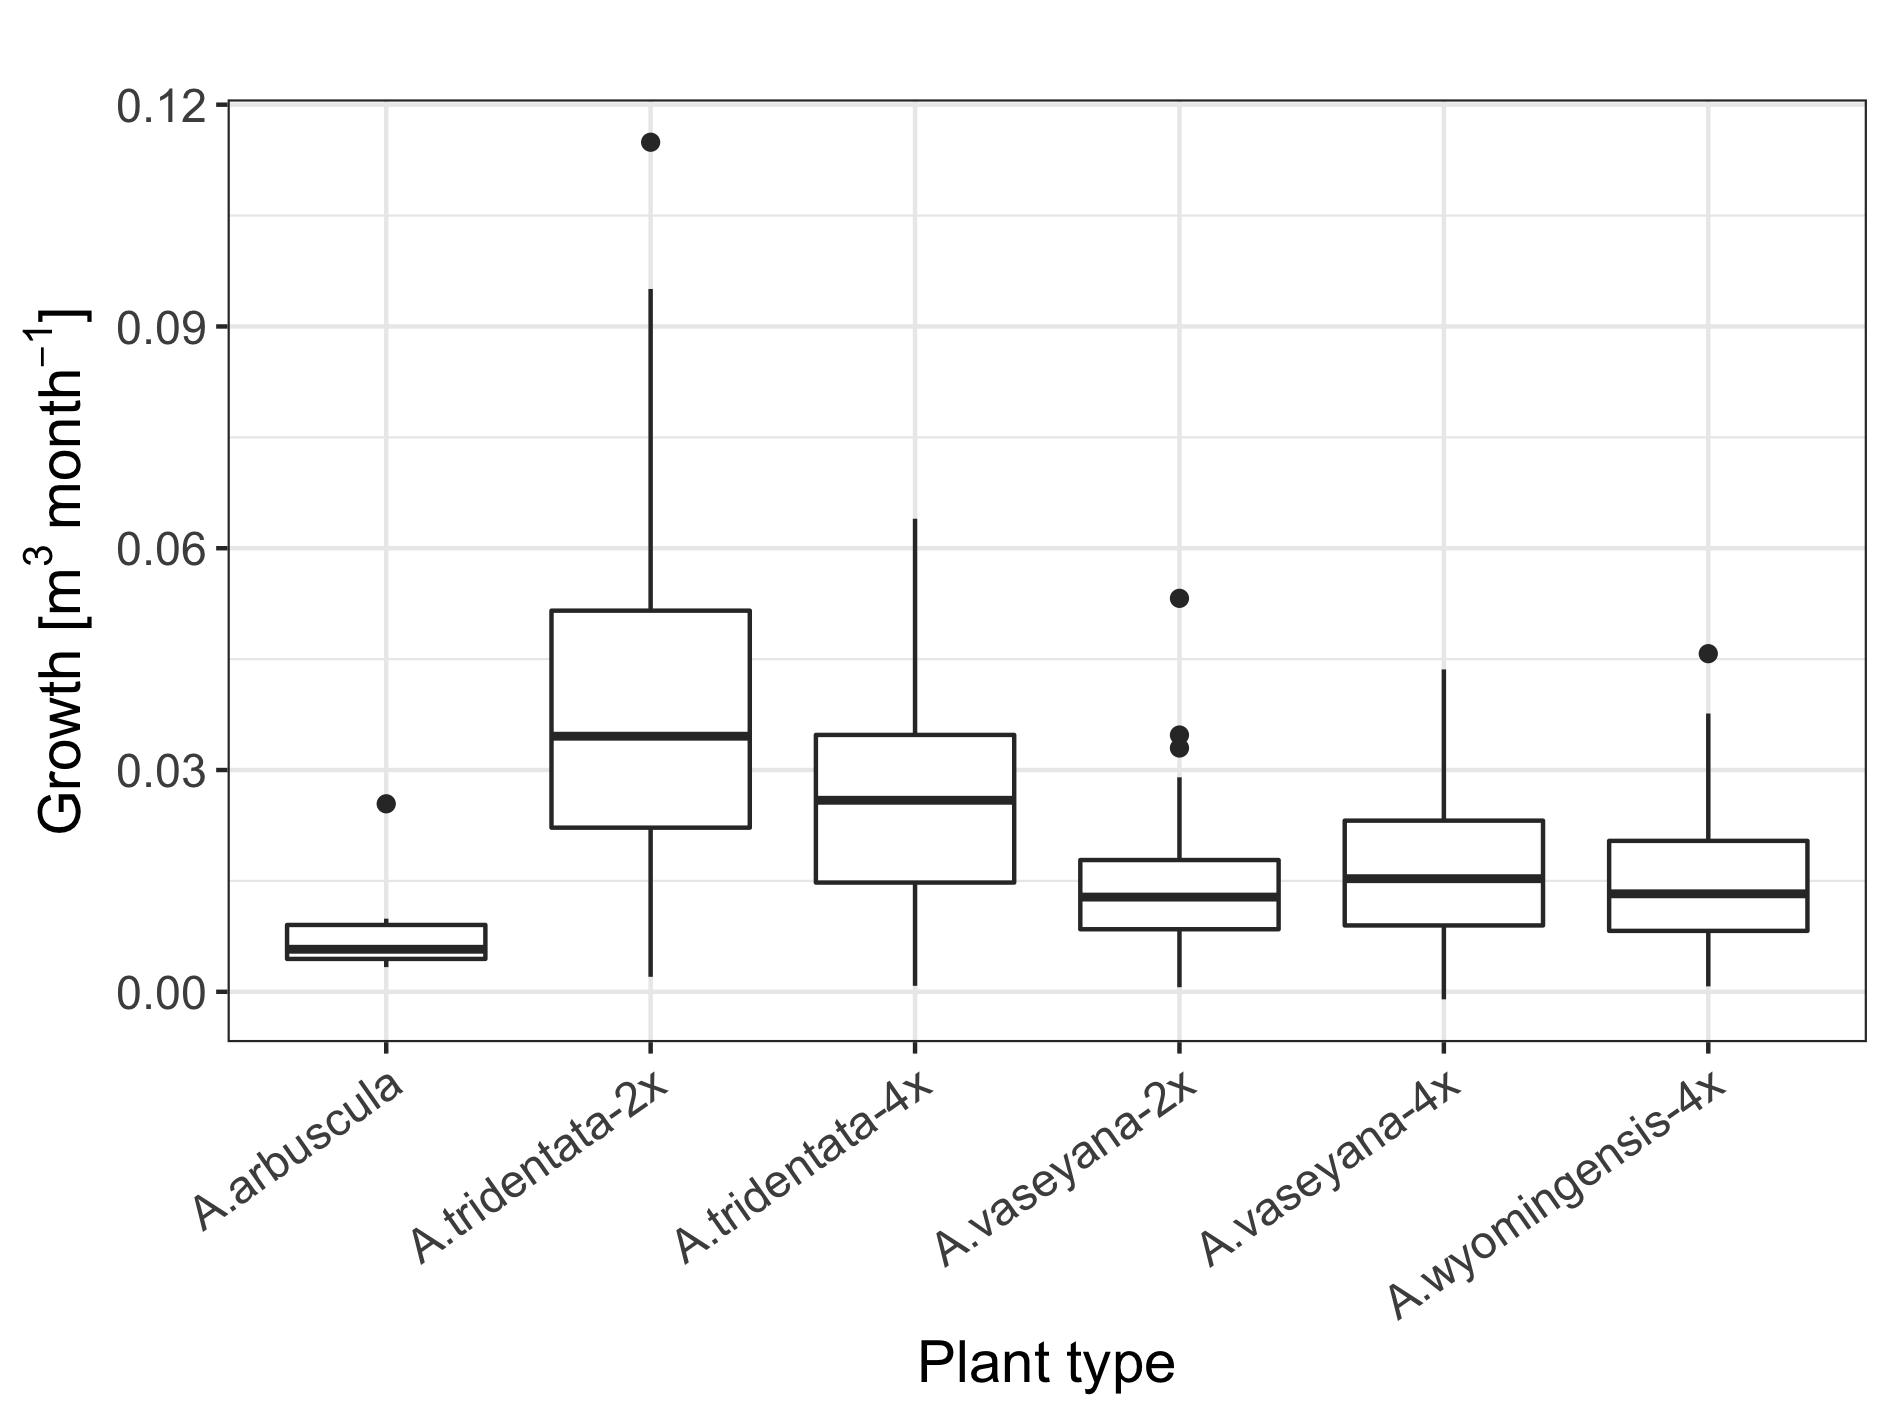 0.12
0.09
0.06
0.03
0.00
Growth [m³ month⁻¹]
A.arbuscula
A.tridentata-2x
A.tridentata-4x
A.vaseyana-2x
A.vaseyana-4x
A.wyomingensis-4x
Plant type